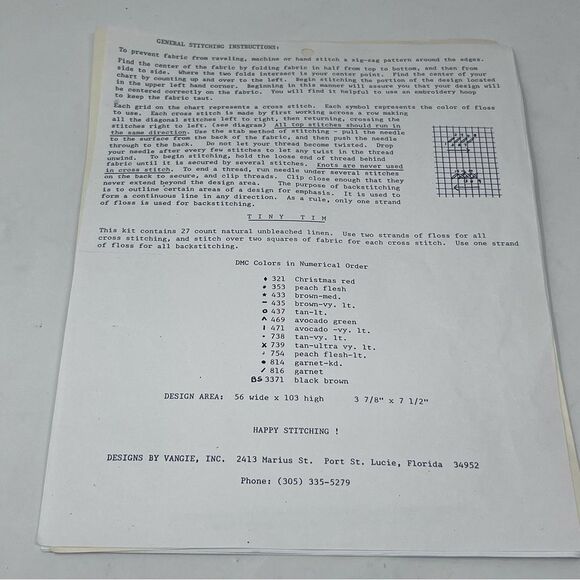 GENERAL STITCHING INSTRUCTIONS:
To prevent fabric from raveling, machine or hand stitch a zig-zag pattern around the edges.
Find the center of the fabric by folding fabric in half from top to bottom, and then from
side to side. Where the two folds intersect is your center point. Find the center of your
chart by counting up and over to the left. Begin stitching the portion of the design located
in the upper left hand corner. Beginning in this manner will assure you that your design will
be centered correctly on the fabric. You will find it helpful to use an embroidery hoop
to keep the fabric taut.
Each grid on the chart represents a cross stitch. Each symbol represents the color of floss
to use. Each cross stitch is made by first working across a row making
all the diagonal stitches left to right, then returning, crossing the
stitches right to left. (see diagram) All top stitches should run in
the same direction. Use the stab method of stitching - pull the needle
to the surface from the back of the fabric, and then push the needle
through to the back. Do not let your thread become twisted. Drop
your needle after every few stitches to let any twist in the thread
unwind. To begin stitching, hold the loose end of thread behind
fabric until it is secured by several stitches. Knots are never used
in cross stitch. To end a thread, run needle under several stitches
on the back to secure, and clip threads. Clip close enough that they
never extend beyond the design area. The purpose of backstitching
is to outline certain areas of a design for emphasis. It is used to
form a continuous line in any direction. As a rule, only one strand
of floss is used for backstitching.
TINY TIM
This kit contains 27 count natural unbleached linen. Use two strands of floss for all
cross stitching, and stitch over two squares of fabric for each cross stitch. Use one strand
of floss for all backstitching.
DMC Colors in Numerical Order
♦ 321 Christmas red
• 353 peach flesh
★ 433 brown-med.
– 435 brown-vy. lt.
o 437 tan-lt.
^ 469 avocado green
ı 471 avocado -vy. lt.
· 738 tan-vy. lt.
x 739 tan-ultra vy. lt.
754 peach flesh-lt.
● 814 garnet-kd.
/ 816 garnet
BS 3371 black brown
DESIGN AREA: 56 wide x 103 high 3 7/8" x 7 1/2"
HAPPY STITCHING !
DESIGNS BY VANGIE, INC. 2413 Marius St. Port St. Lucie, Florida 34952
Phone: (305) 335-5279